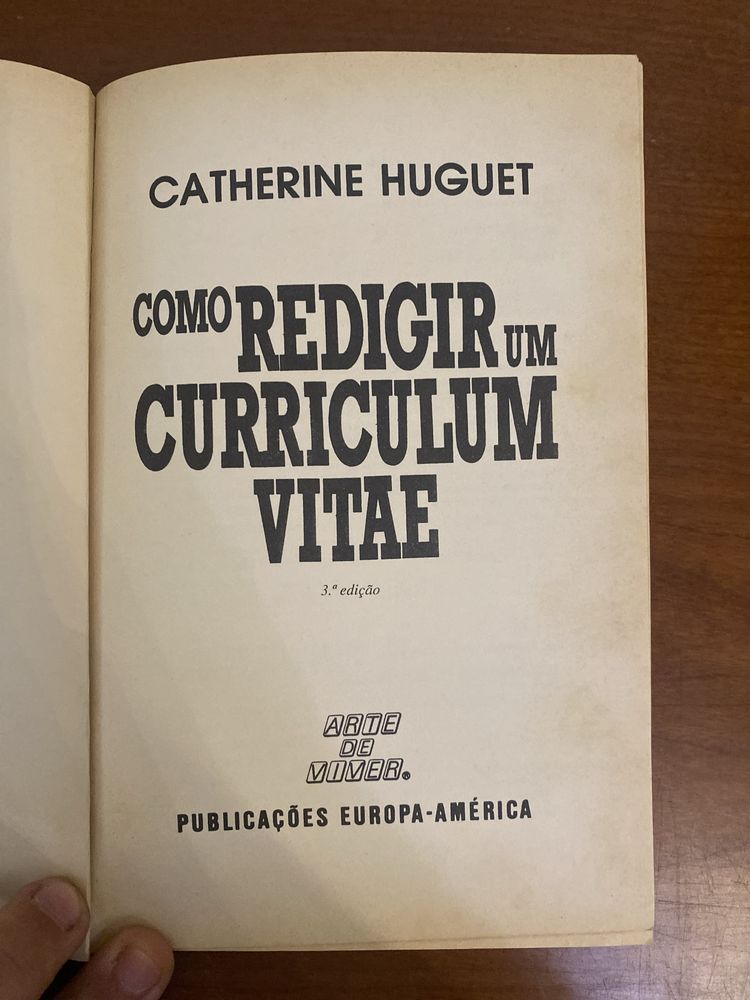 CATHERINE HUGUET
COMO REDIGIR UM
CURRICULUM
VITAE
3.ª edição
ARTE
DE
VIVER®
PUBLICAÇÕES EUROPA-AMÉRICA